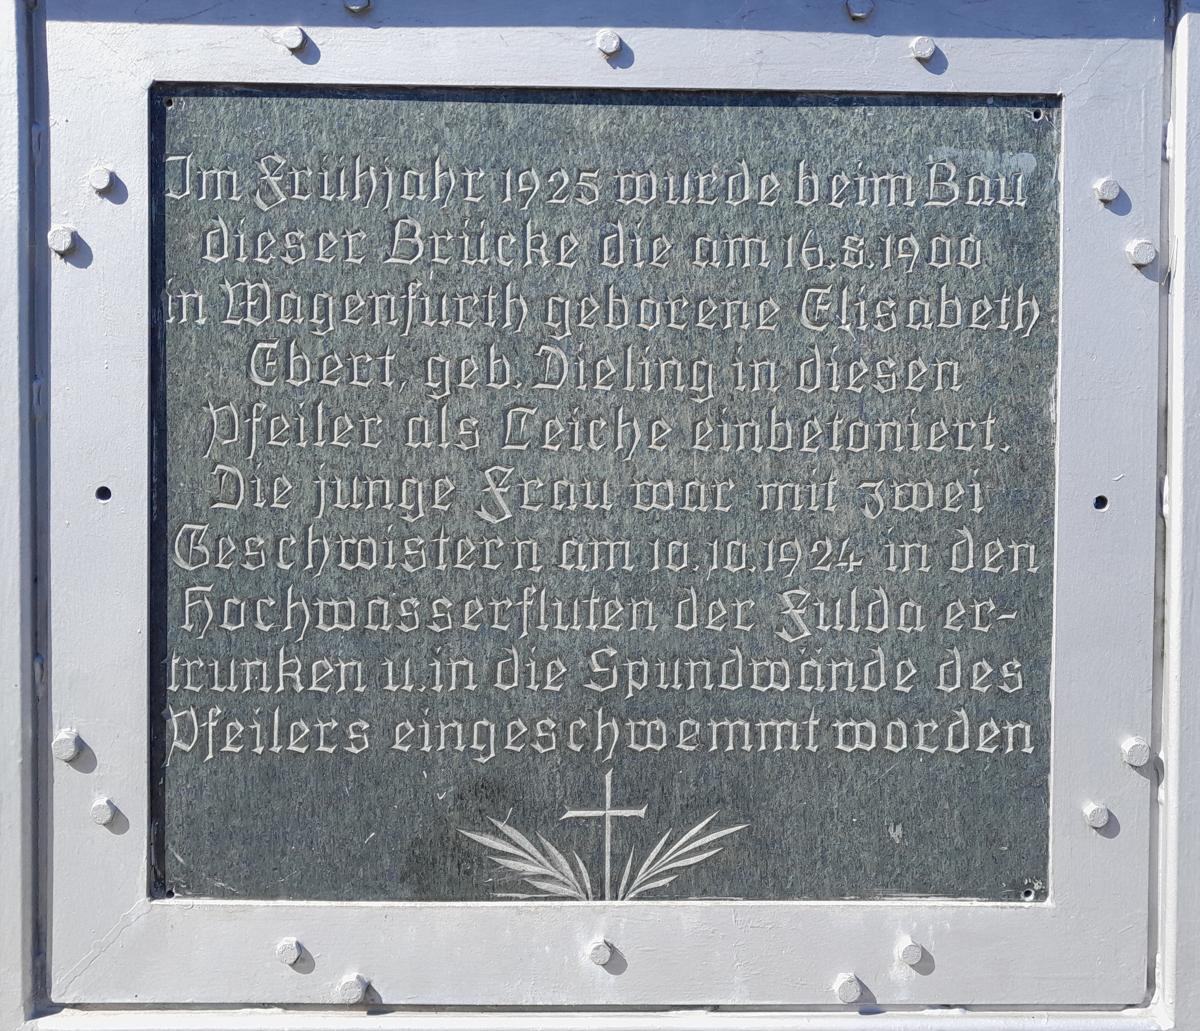 Im Frühjahr 1925 wurde beim Bau
dieser Brücke die am 16.8.1900
in Wagenfurth geborene Elisabeth
Ebert, geb. Dieling in diesen
Pfeiler als Leiche einbetoniert.
Die junge Frau war mit zwei
Geschwistern am 10.10.1924 in den
Hochwasserfluten der Fulda er-
trunken u. in die Spundwände des
Pfeilers eingeschwemmt worden